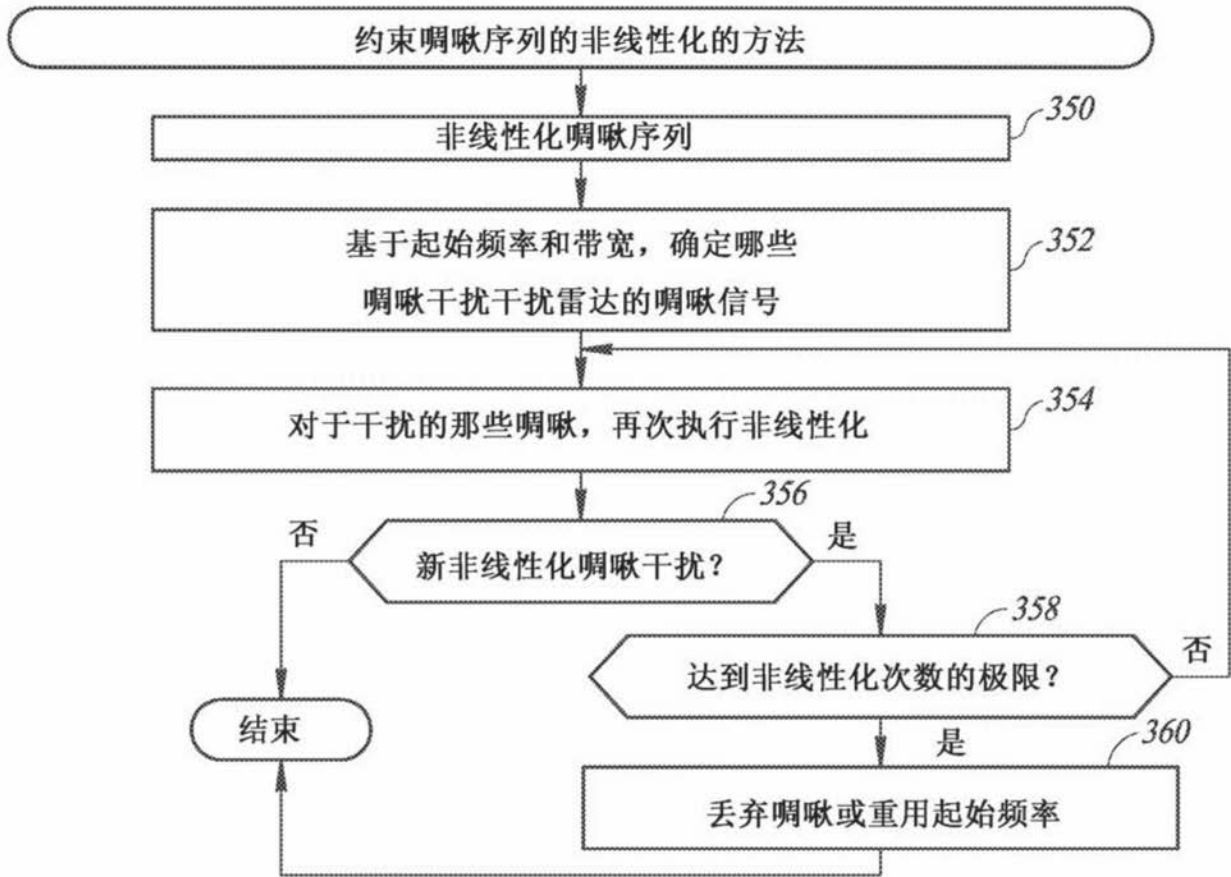 约束啁啾序列的非线性化的方法
350
非线性化啁啾序列
352
基于起始频率和带宽，确定哪些
啁啾干扰干扰雷达的啁啾信号
354
对于干扰的那些啁啾，再次执行非线性化
356
否
是
新非线性化啁啾干扰？
358
否
达到非线性化次数的极限？
结束
是
360
丢弃啁啾或重用起始频率